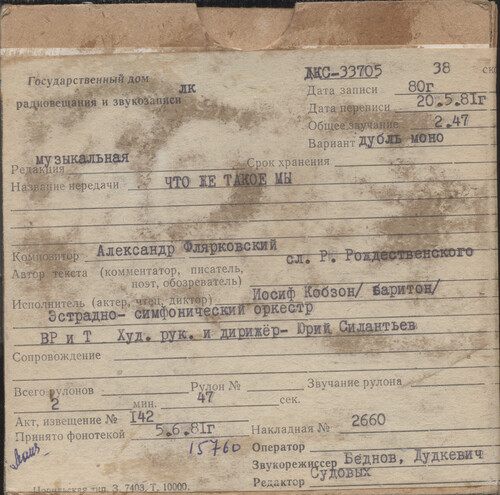 ДКС-33705 38 ск
Государственный дом лк
радиовещания и звукозаписи
Дата записи 80г
Дата перезаписи 20.5.81г
Общее звучание 2.47
Вариант дубль моно
Редакция музыкальная
Срок хранения
Название передачи ЧТО ЖЕ ТАКОЕ МЫ
Композитор Александр Флярковский
Автор текста (комментатор, писатель, сл. Р. Рождественского
поэт, обозреватель)
Исполнитель (актер, чтец, диктор) Иосиф Кобзон/ баритон/
Эстрадно- симфонический оркестр
ВР и Т Худ. рук. и дирижёр- Юрий Силантьев
Сопровождение
Всего рулонов Рулон № Звучание рулона
2 мин. 47 сек.
Акт, извещение № 142
Принято фонотекой 5.6.81г Накладная № 2660
15760 Оператор
Звукорежиссер Беднов, Дудкевич
Редактор Судовых
З. 7403, Т. 10000.